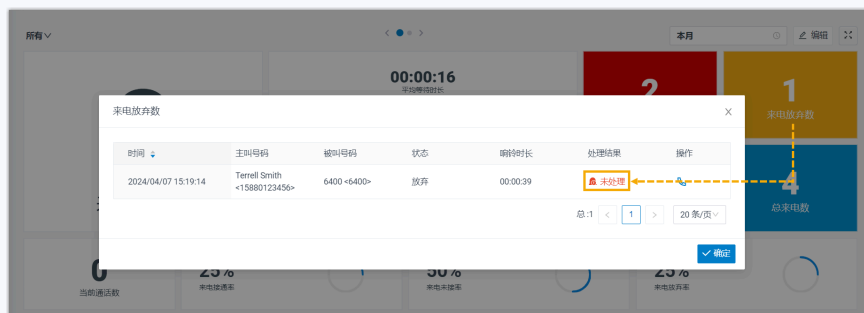 所有
本月
编辑
00:00:16
平均等待时长
2
1
来电放弃数
来电放弃数
时间 主叫号码 被叫号码 状态 响铃时长 处理结果 操作
2024/04/07 15:19:14 Terrell Smith <15880123456> 6400 <6400> 放弃 00:00:39 未处理
总:1 < 1 > 20 条/页
确定
4
总来电数
0
当前通话数
25%
来电接通率
50%
来电未接率
25%
来电放弃率